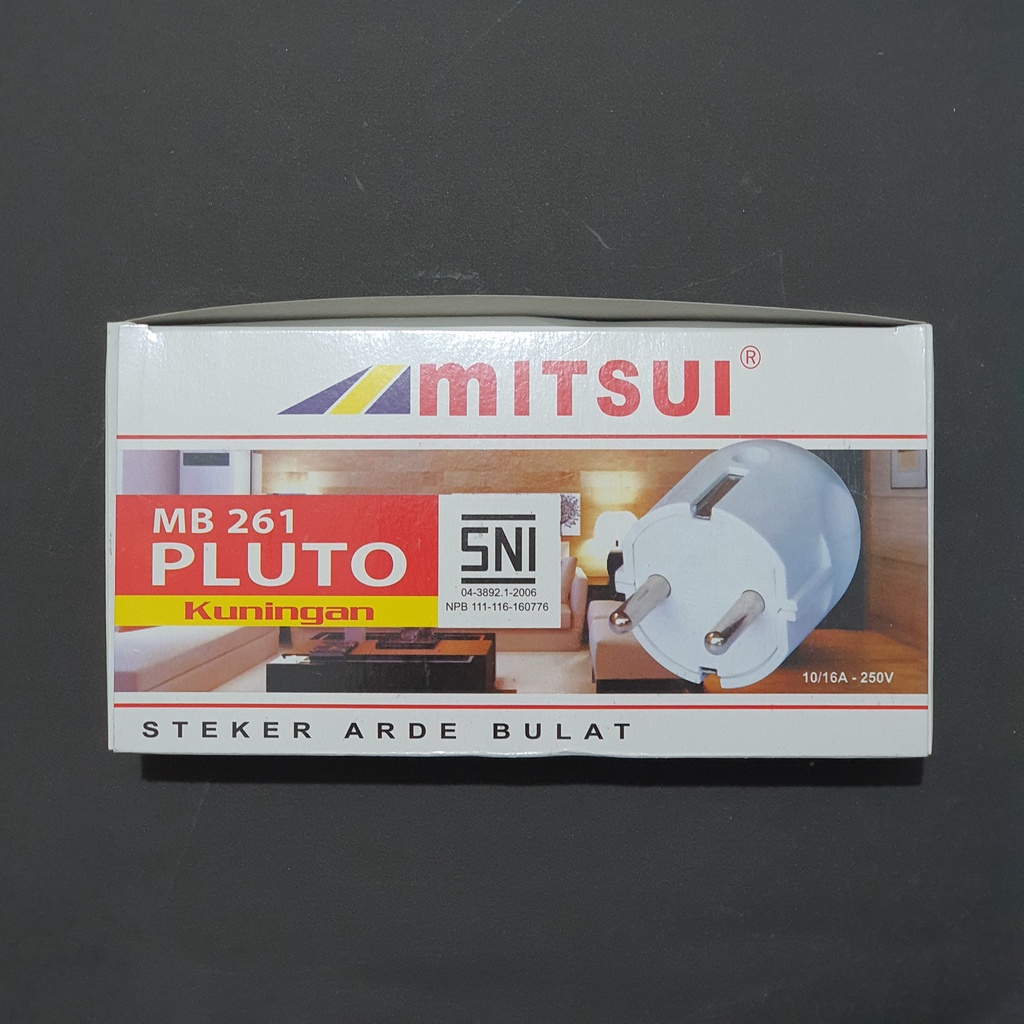 mITSUI®
MB 261
PLUTO
Kuningan
SNI
04-3892.1-2006
NPB 111-116-160776
10/16A - 250V
STEKER ARDE BULAT